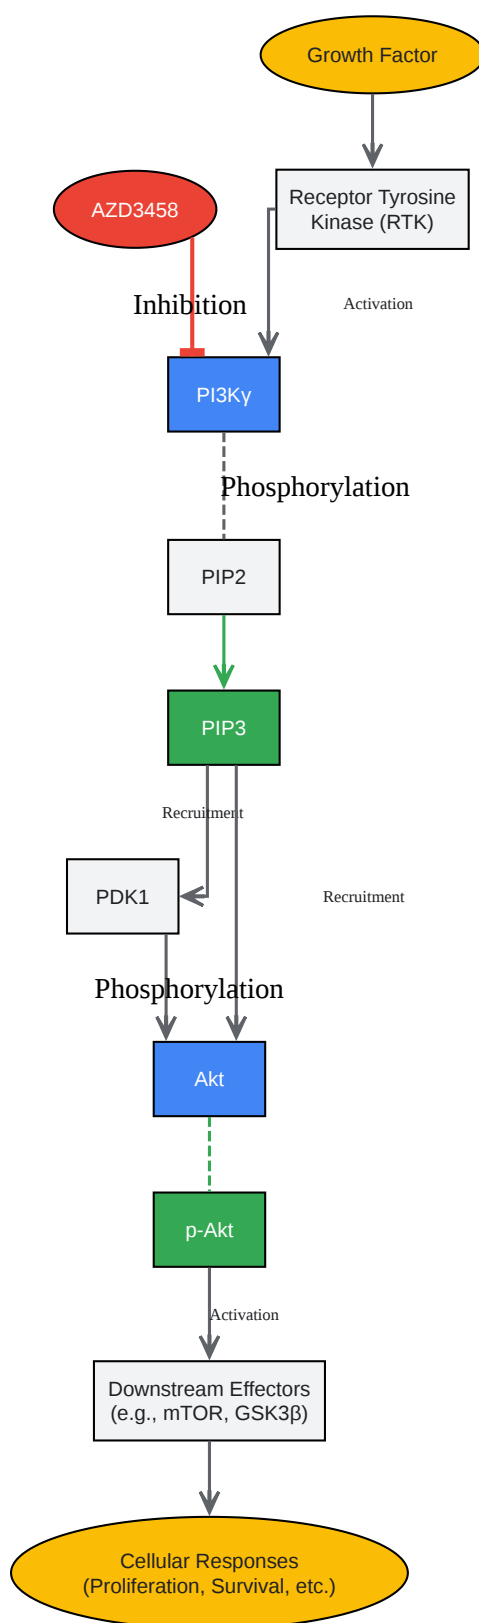 Growth Factor
Receptor Tyrosine
Kinase (RTK)
AZD3458
Inhibition
Activation
PI3Kγ
Phosphorylation
PIP2
PIP3
Recruitment
PDK1
Recruitment
Phosphorylation
Akt
p-Akt
Activation
Downstream Effectors
(e.g., mTOR, GSK3β)
Cellular Responses
(Proliferation, Survival, etc.)